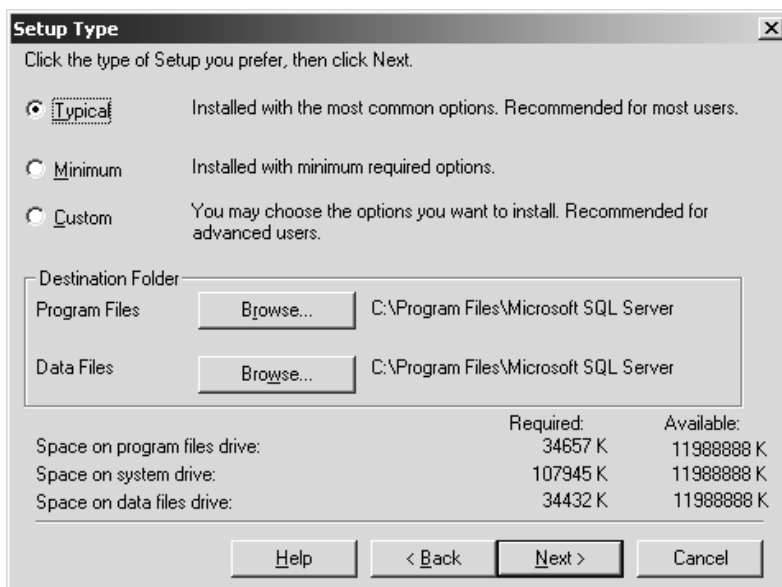 Setup Type
Click the type of Setup you prefer, then click Next.
Typical Installed with the most common options. Recommended for most users.
Minimum Installed with minimum required options.
Custom You may choose the options you want to install. Recommended for
advanced users.
Destination Folder
Program Files Browse... C:\Program Files\Microsoft SQL Server
Data Files Browse... C:\Program Files\Microsoft SQL Server
Required: Available:
Space on program files drive: 34657 K 11988888 K
Space on system drive: 107945 K 11988888 K
Space on data files drive: 34432 K 11988888 K
Help < Back Next > Cancel